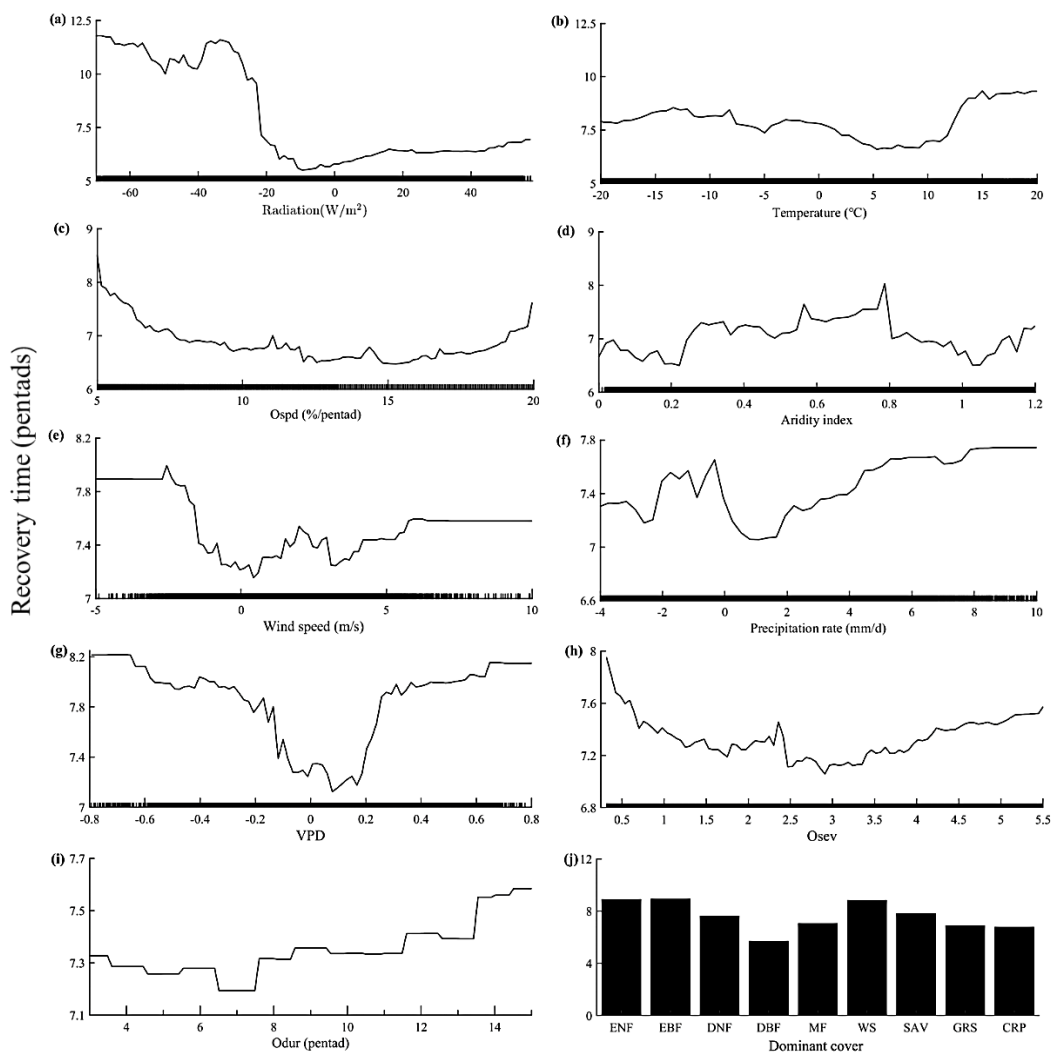 Recovery time (pentads)
(a)
12.5
10
7.5
5
-60 -40 -20 0 20 40
Radiation(W/m²)
(b)
12.5
10
7.5
5
-20 -15 -10 -5 0 5 10 15 20
Temperature (℃)
(c)
9
8
7
6
5 10 15 20
Ospd (%/pentad)
(d)
9
8
7
6
0 0.2 0.4 0.6 0.8 1 1.2
Aridity index
(e)
8.2
7.8
7.4
7
-5 0 5 10
Wind speed (m/s)
(f)
7.8
7.4
7
6.6
-4 -2 0 2 4 6 8 10
Precipitation rate (mm/d)
(g)
8.2
7.8
7.4
7
-0.8 -0.6 -0.4 -0.2 0 0.2 0.4 0.6 0.8
VPD
(h)
8
7.6
7.2
6.8
0.5 1 1.5 2 2.5 3 3.5 4 4.5 5 5.5
Osev
(i)
7.7
7.5
7.3
7.1
4 6 8 10 12 14
Odur (pentad)
(j)
12
8
4
0
ENF EBF DNF DBF MF WS SAV GRS CRP
Dominant cover